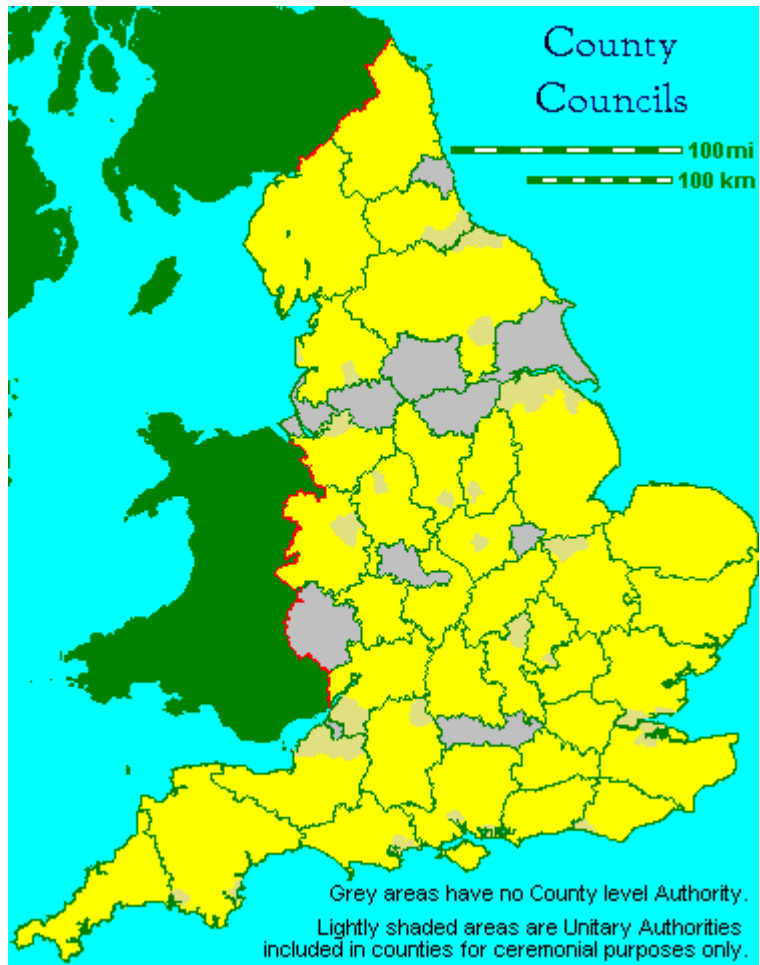 County
Councils
100mi
100 km
Grey areas have no County level Authority.
Lightly shaded areas are Unitary Authorities
included in counties for ceremonial purposes only.